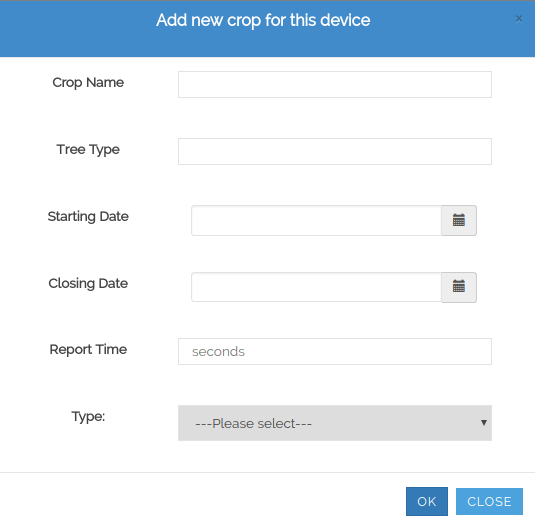 Add new crop for this device
×
Crop Name
Tree Type
Starting Date
Closing Date
Report Time
seconds
Type:
---Please select---
OK
CLOSE